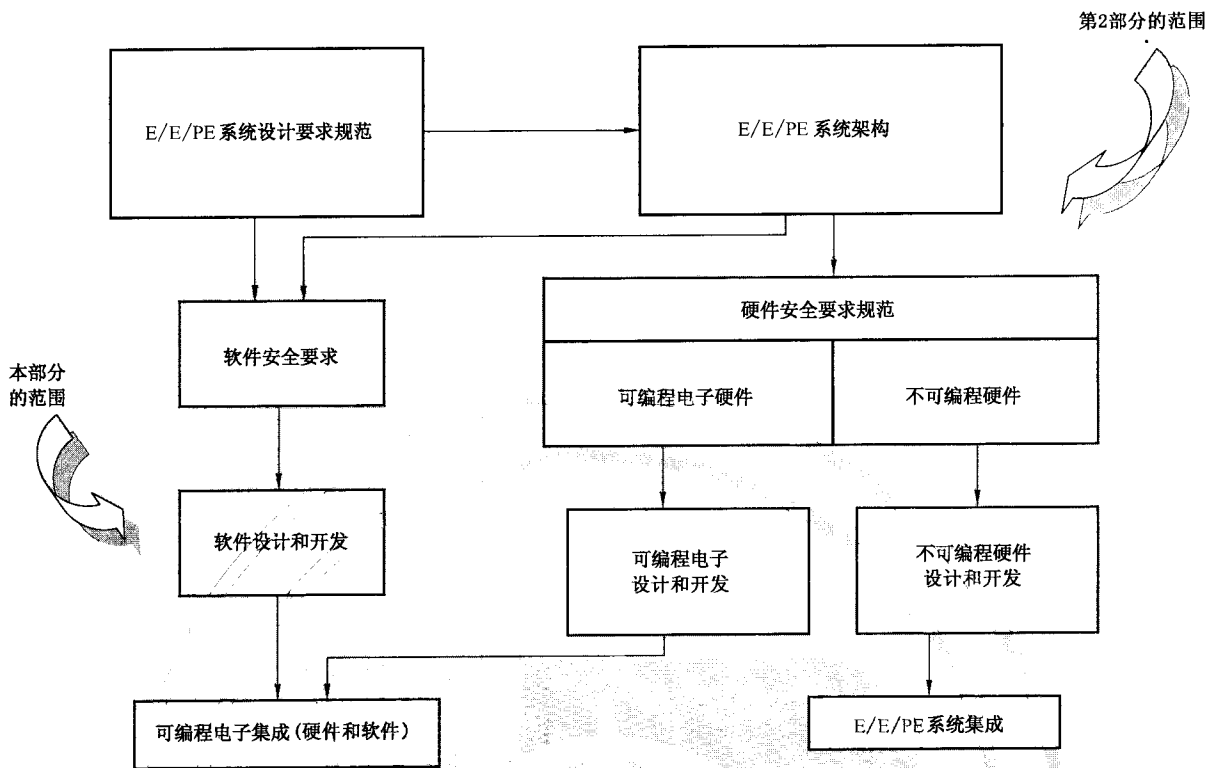 第2部分的范围
E/E/PE系统设计要求规范
E/E/PE系统架构
硬件安全要求规范
软件安全要求
可编程电子硬件
不可编程硬件
本部分
的范围
软件设计和开发
可编程电子
设计和开发
不可编程硬件
设计和开发
可编程电子集成(硬件和软件)
E/E/PE系统集成